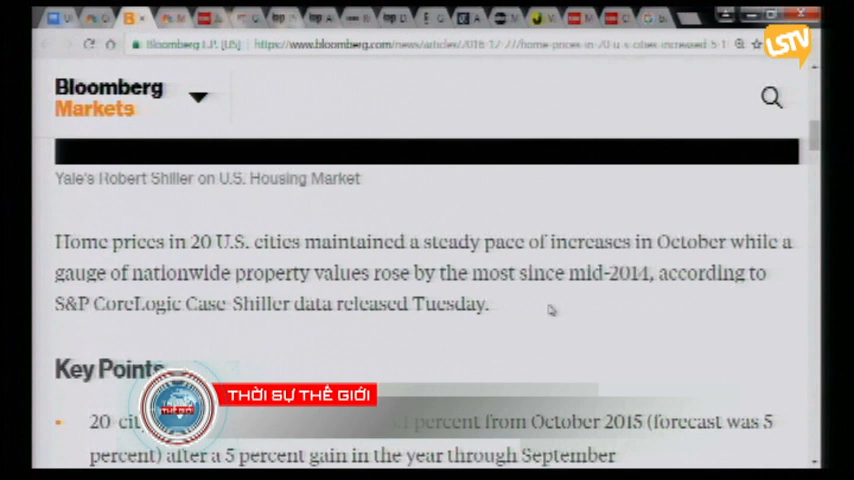 LSTV
Bloomberg L.P. [US]
https://www.bloomberg.com/news/articles/2016-12-27/home-prices-in-20-u-s-cities-increased-5-1
Bloomberg
Markets
Yale's Robert Shiller on U.S. Housing Market
Home prices in 20 U.S. cities maintained a steady pace of increases in October while a
gauge of nationwide property values rose by the most since mid-2014, according to
S&P CoreLogic Case-Shiller data released Tuesday.
Key Points
THỜI SỰ THẾ GIỚI
THẾ GIỚI
20-cit percent from October 2015 (forecast was 5
percent) after a 5 percent gain in the year through September